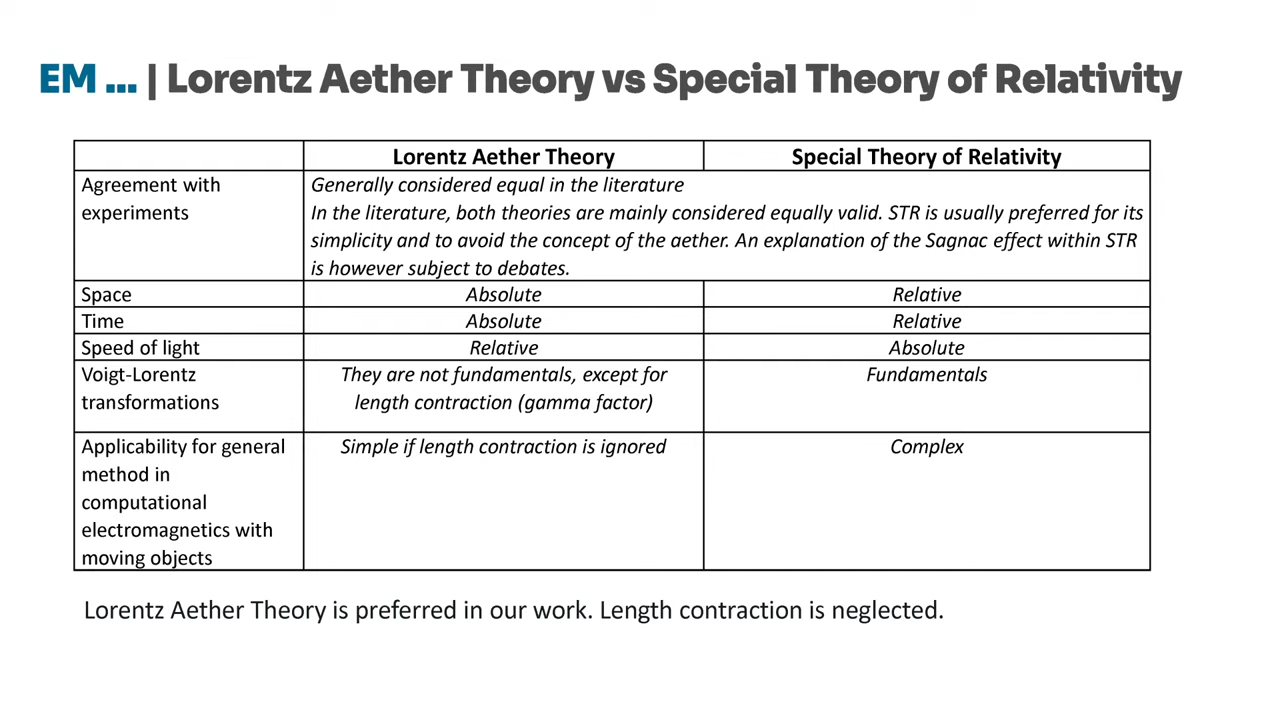 EM ... | Lorentz Aether Theory vs Special Theory of Relativity
Lorentz Aether Theory
Special Theory of Relativity
Agreement with
experiments
Generally considered equal in the literature
In the literature, both theories are mainly considered equally valid. STR is usually preferred for its
simplicity and to avoid the concept of the aether. An explanation of the Sagnac effect within STR
is however subject to debates.
Space
Absolute
Relative
Time
Absolute
Relative
Speed of light
Relative
Absolute
Voigt-Lorentz
transformations
They are not fundamentals, except for
length contraction (gamma factor)
Fundamentals
Applicability for general
method in
computational
electromagnetics with
moving objects
Simple if length contraction is ignored
Complex
Lorentz Aether Theory is preferred in our work. Length contraction is neglected.